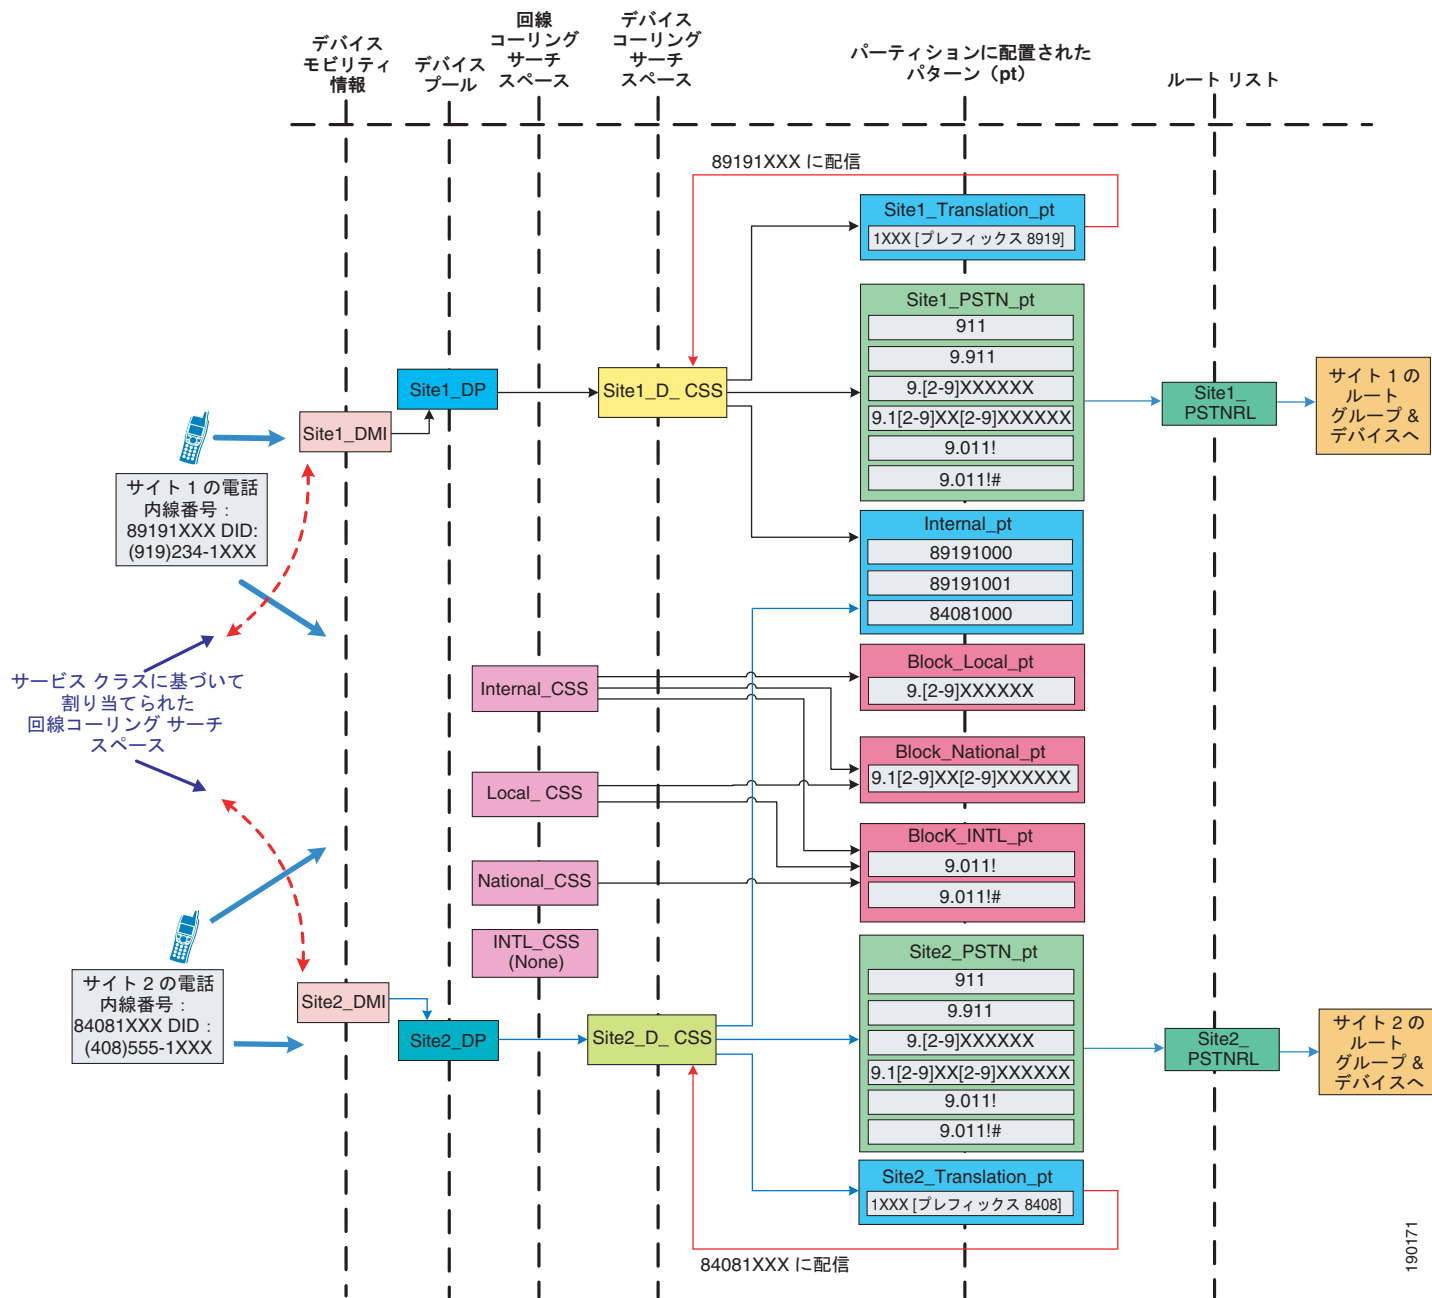 デバイス
モビリティ
情報
デバイス
プール
回線
コーリング
サーチ
スペース
デバイス
コーリング
サーチ
スペース
パーティションに配置された
パターン（pt）
ルート リスト
89191XXX に配信
Site1_Translation_pt
1XXX [プレフィックス 8919]
Site1_PSTN_pt
911
9.911
9.[2-9]XXXXXX
9.1[2-9]XX[2-9]XXXXXX
9.011!
9.011!#
Site1_DMI
Site1_DP
Site1_D_ CSS
Site1_
PSTNRL
サイト 1 の
ルート
グループ &
デバイスへ
サイト 1 の電話
内線番号：
89191XXX DID:
(919)234-1XXX
Internal_pt
89191000
89191001
84081000
サービス クラスに基づいて
割り当てられた
回線コーリング サーチ
スペース
Internal_CSS
Local_ CSS
National_CSS
INTL_CSS
(None)
Block_Local_pt
9.[2-9]XXXXXX
Block_National_pt
9.1[2-9]XX[2-9]XXXXXX
BlocK_INTL_pt
9.011!
9.011!#
サイト 2 の電話
内線番号：
84081XXX DID：
(408)555-1XXX
Site2_DMI
Site2_DP
Site2_D_ CSS
Site2_PSTN_pt
911
9.911
9.[2-9]XXXXXX
9.1[2-9]XX[2-9]XXXXXX
9.011!
9.011!#
Site2_
PSTNRL
サイト 2 の
ルート
グループ &
デバイスへ
Site2_Translation_pt
1XXX [プレフィックス 8408]
84081XXX に配信
190171